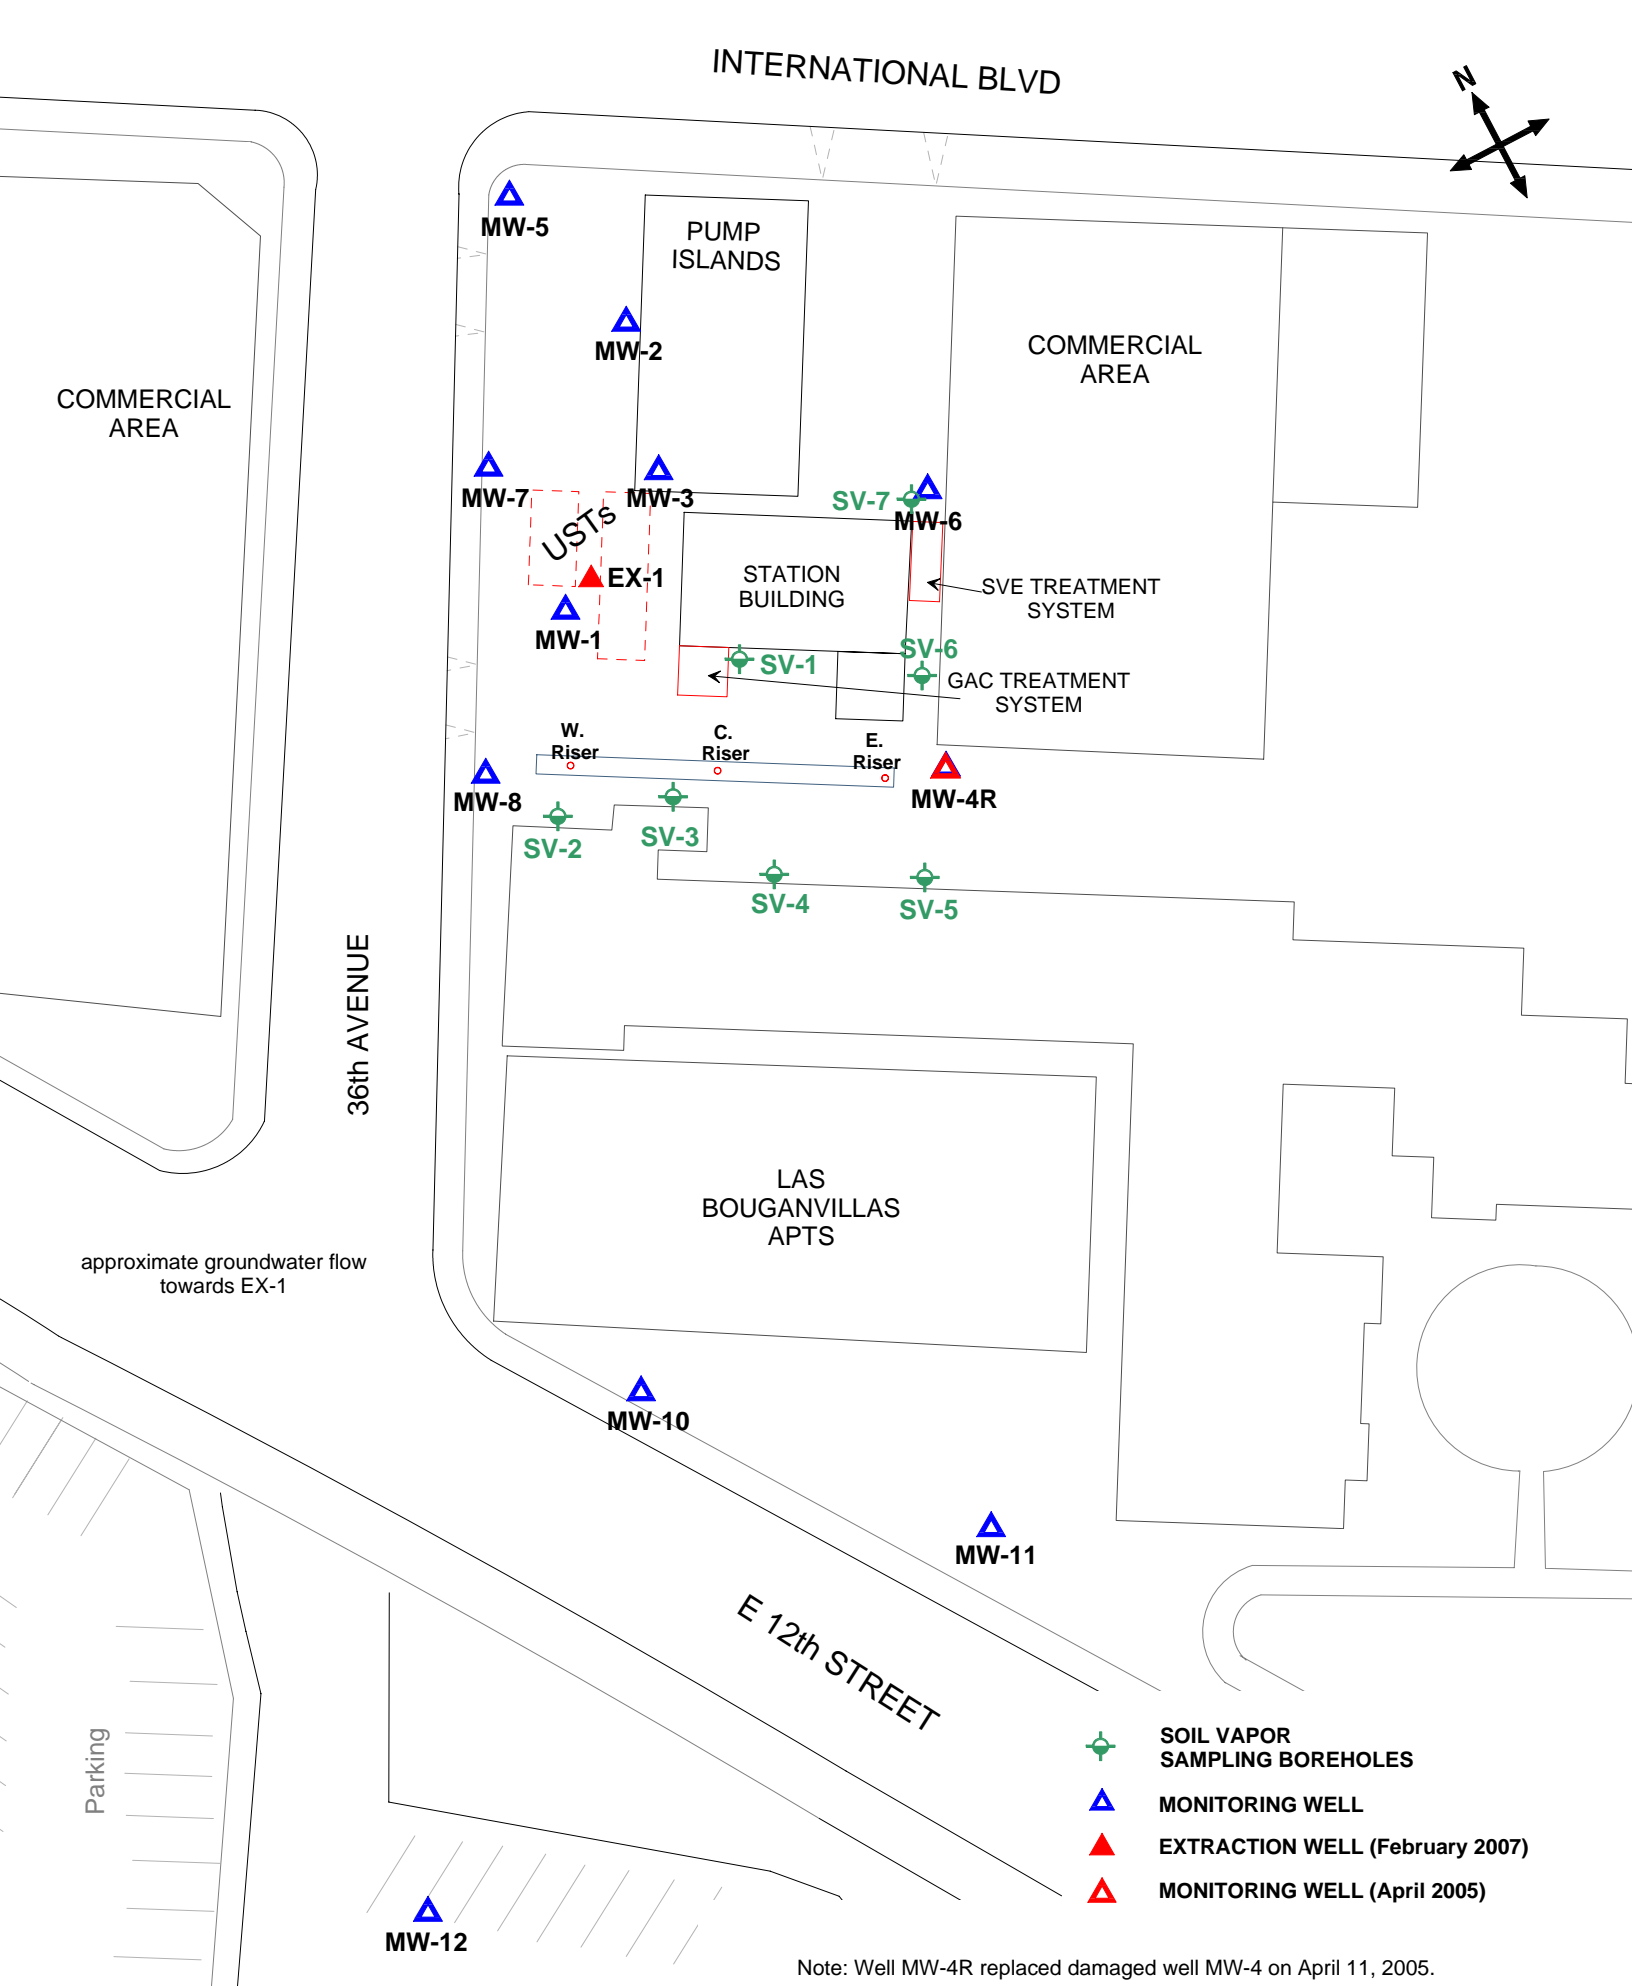 INTERNATIONAL BLVD
N
MW-5
PUMP
ISLANDS
MW-2
COMMERCIAL
AREA
COMMERCIAL
AREA
MW-7
MW-3
SV-7
MW-6
USTs
EX-1
STATION
BUILDING
SVE TREATMENT
SYSTEM
MW-1
SV-1
SV-6
GAC TREATMENT
SYSTEM
W.
Riser
C.
Riser
E.
Riser
MW-8
MW-4R
SV-2
SV-3
SV-4
SV-5
36th AVENUE
LAS
BOUGANVILLAS
APTS
approximate groundwater flow
towards EX-1
MW-10
MW-11
E 12th STREET
Parking
MW-12
SOIL VAPOR
SAMPLING BOREHOLES
MONITORING WELL
EXTRACTION WELL (February 2007)
MONITORING WELL (April 2005)
Note: Well MW-4R replaced damaged well MW-4 on April 11, 2005.